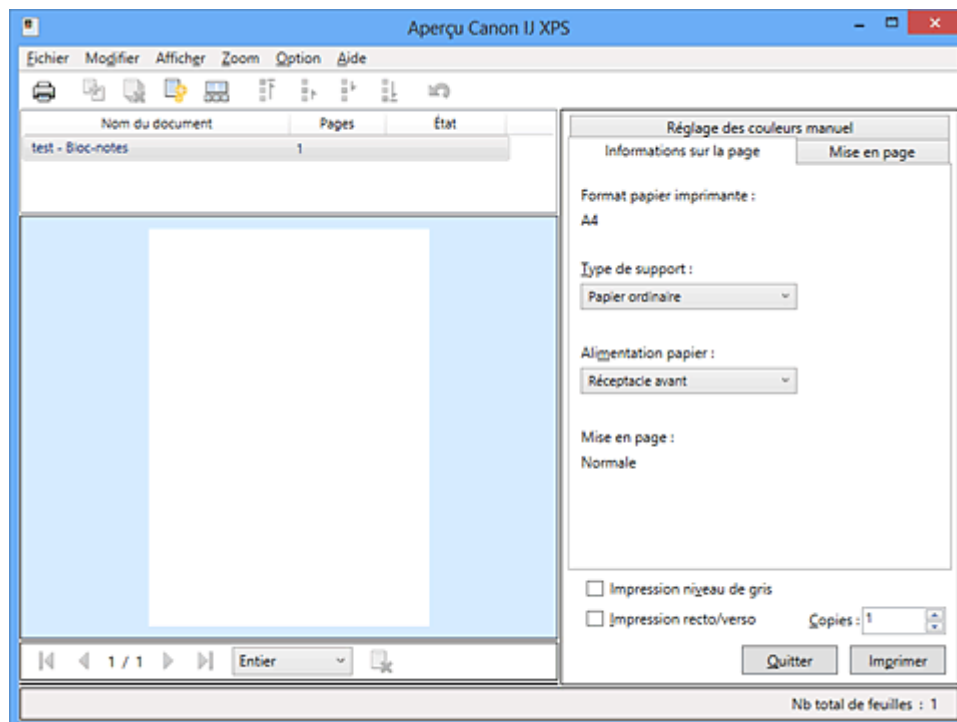 Aperçu Canon IJ XPS
Fichier Modifier Afficher Zoom Option Aide
Nom du document Pages État
test - Bloc-notes 1
Réglage des couleurs manuel
Informations sur la page Mise en page
Format papier imprimante :
A4
Type de support :
Papier ordinaire
Alimentation papier :
Réceptacle avant
Mise en page :
Normale
Impression niveau de gris
Impression recto/verso Copies : 1
1 / 1 Entier Quitter Imprimer
Nb total de feuilles : 1